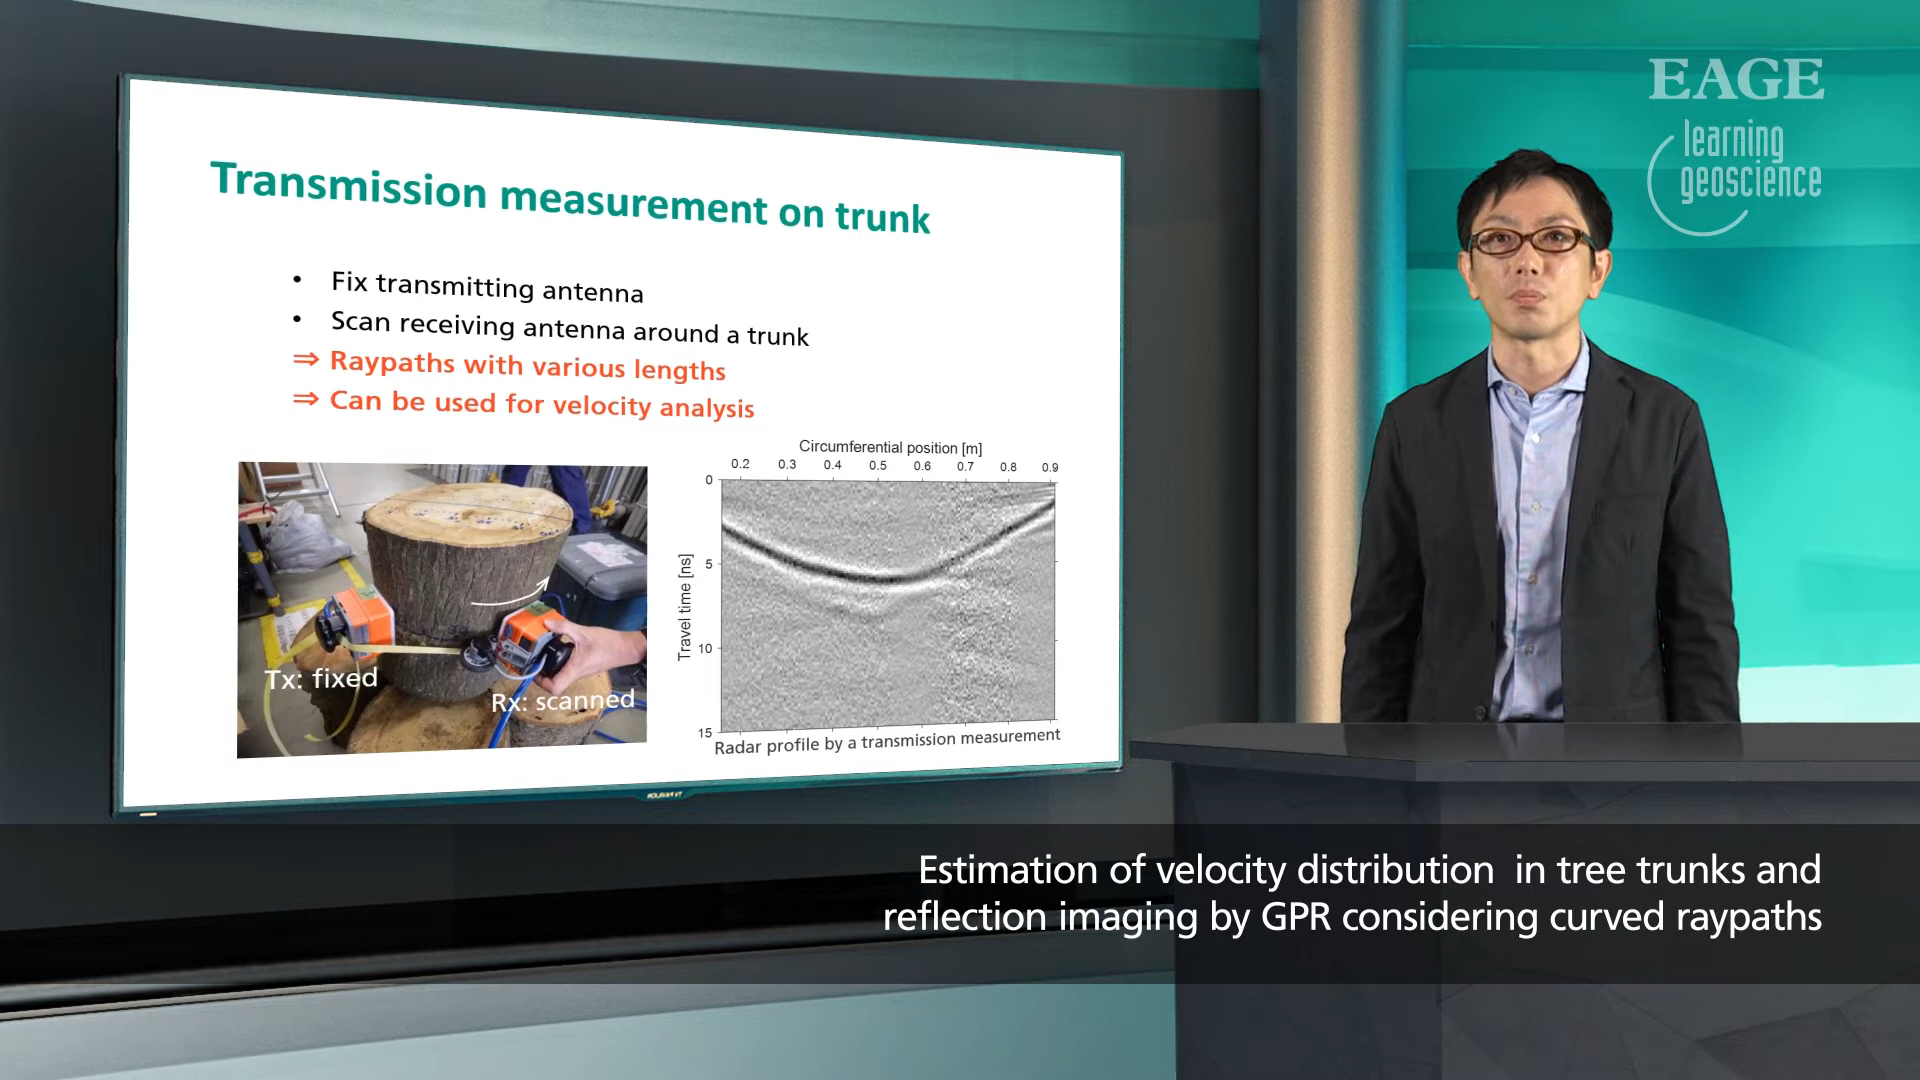 EAGE
learning
geoscience
Transmission measurement on trunk
• Fix transmitting antenna
• Scan receiving antenna around a trunk
⇒ Raypaths with various lengths
⇒ Can be used for velocity analysis
Tx: fixed
Rx: scanned
Circumferential position [m]
0.2 0.3 0.4 0.5 0.6 0.7 0.8 0.9
Travel time [ns]
0
5
10
15
Radar profile by a transmission measurement
Estimation of velocity distribution in tree trunks and
reflection imaging by GPR considering curved raypaths